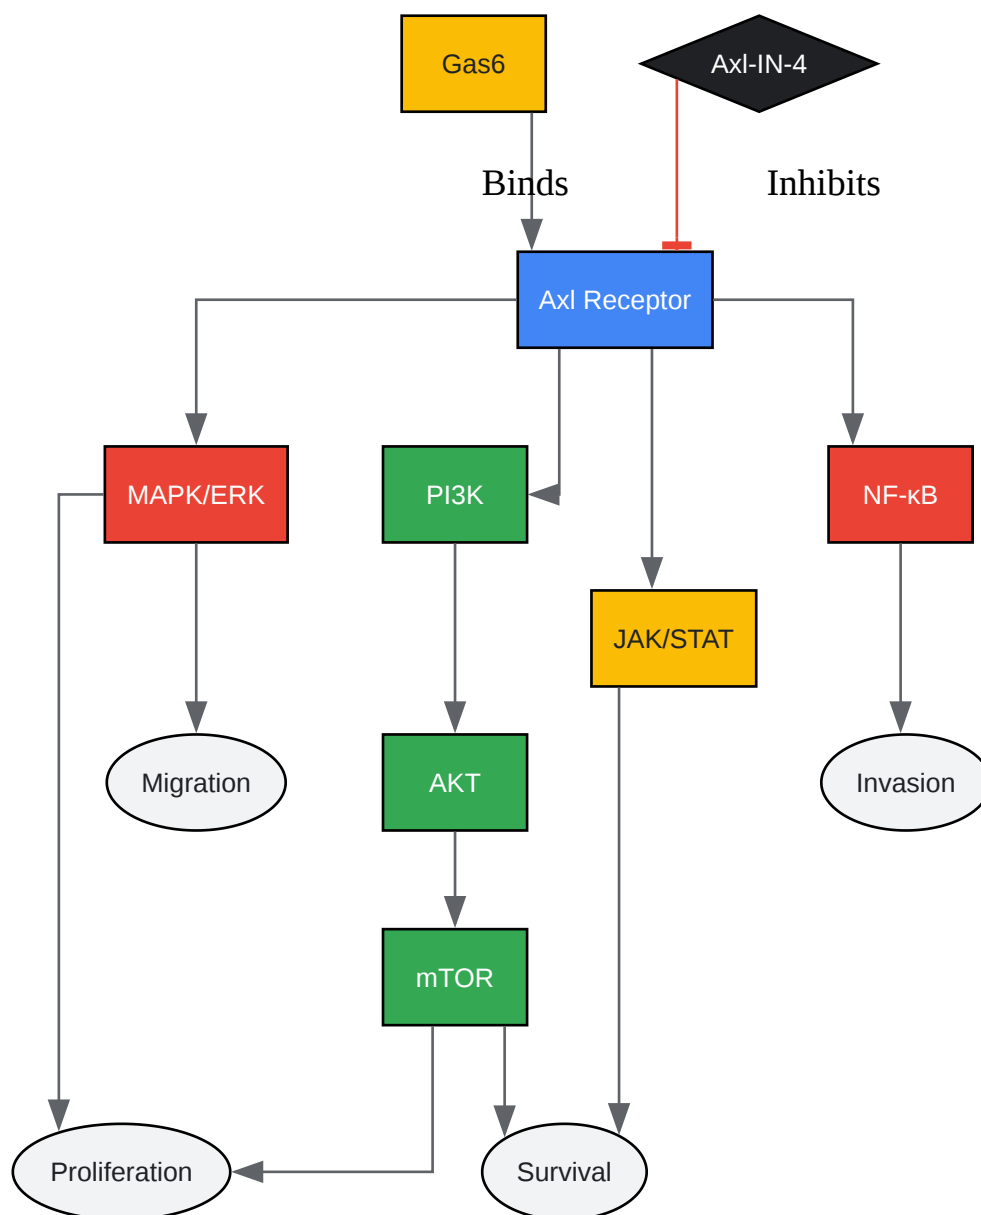 Gas6
Axl-IN-4
Binds
Inhibits
Axl Receptor
MAPK/ERK
PI3K
NF-κB
JAK/STAT
Migration
AKT
Invasion
mTOR
Proliferation
Survival